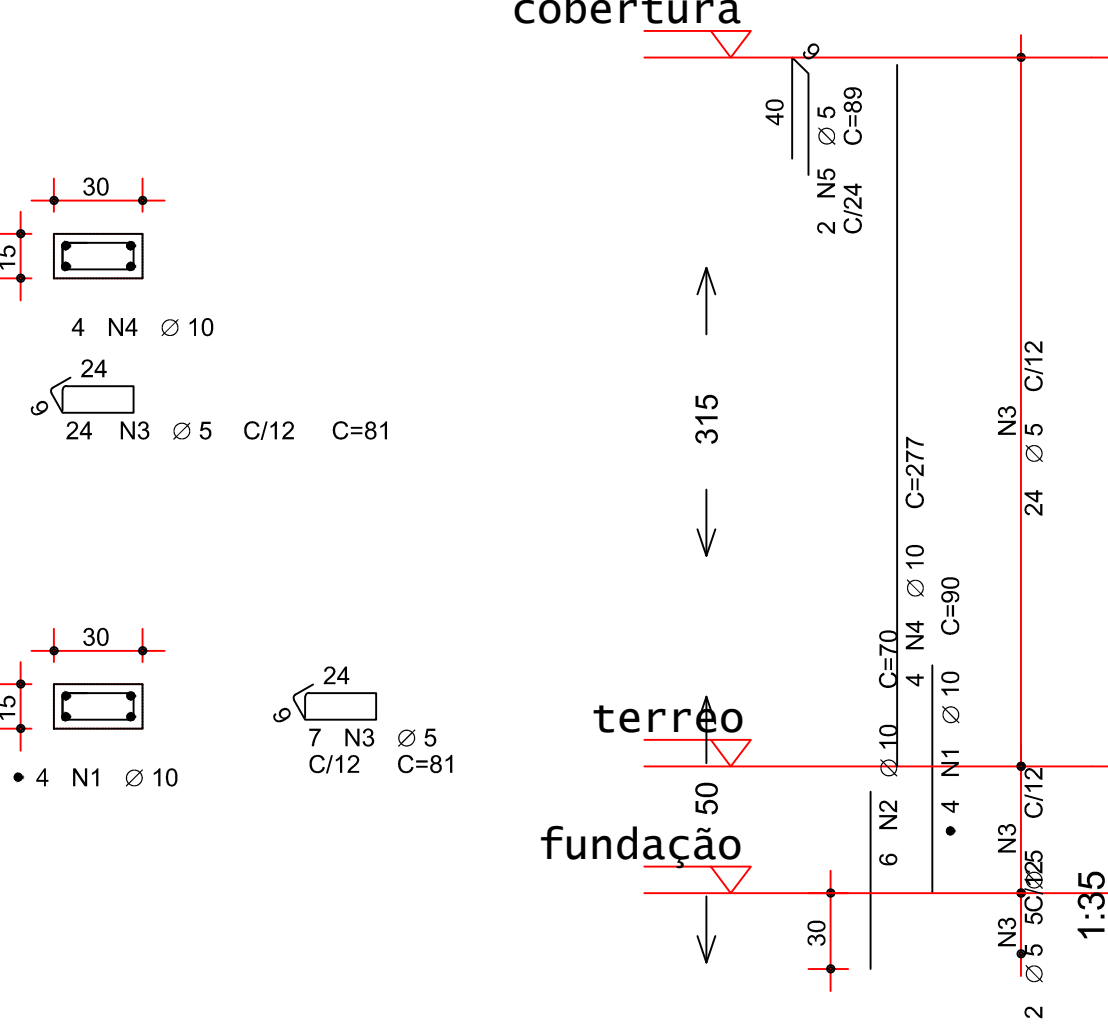 cobertura
9
40
2 N5 ∅ 5
C/24 C=89
30
15
4 N4 ∅ 10
24
9
24 N3 ∅ 5 C/12 C=81
315
N3
24 ∅ 5 C/12
4 N4 ∅ 10 C=277
30
15
• 4 N1 ∅ 10
24
9
7 N3 ∅ 5
C/12 C=81
6 N2 ∅ 10 C=70
• 4 N1 ∅ 10 C=90
terreo
50
N3
C/12
fundação
30
N3
2 ∅ 5
1:35